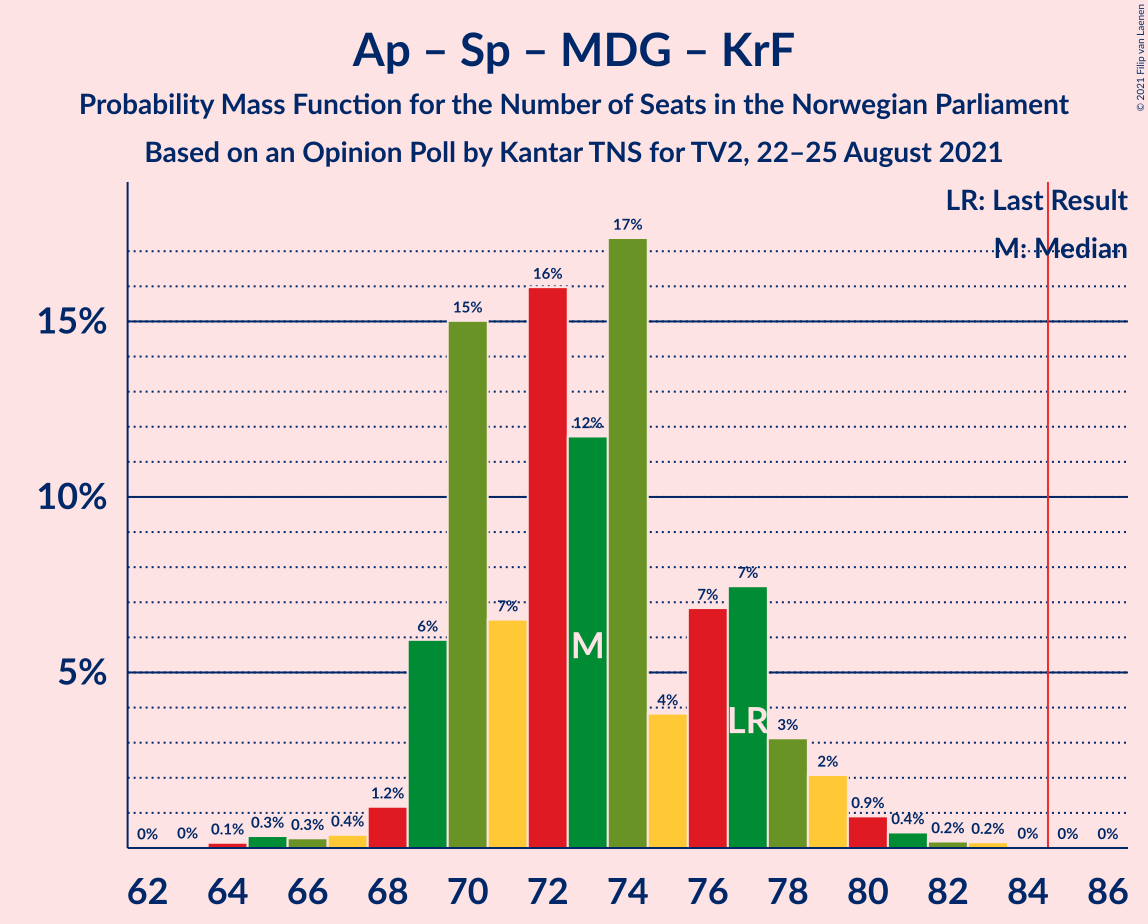 Ap – Sp – MDG – KrF
Probability Mass Function for the Number of Seats in the Norwegian Parliament
Based on an Opinion Poll by Kantar TNS for TV2, 22–25 August 2021
© 2021 Filip van Laenen
LR: Last Result
M: Median
15%
10%
5%
0% 0% 0.1% 0.3% 0.3% 0.4% 1.2% 6% 15% 7% 16% 12% 17% 4% 7% 7% 3% 2% 0.9% 0.4% 0.2% 0.2% 0% 0% 0%
M
LR
62 64 66 68 70 72 74 76 78 80 82 84 86